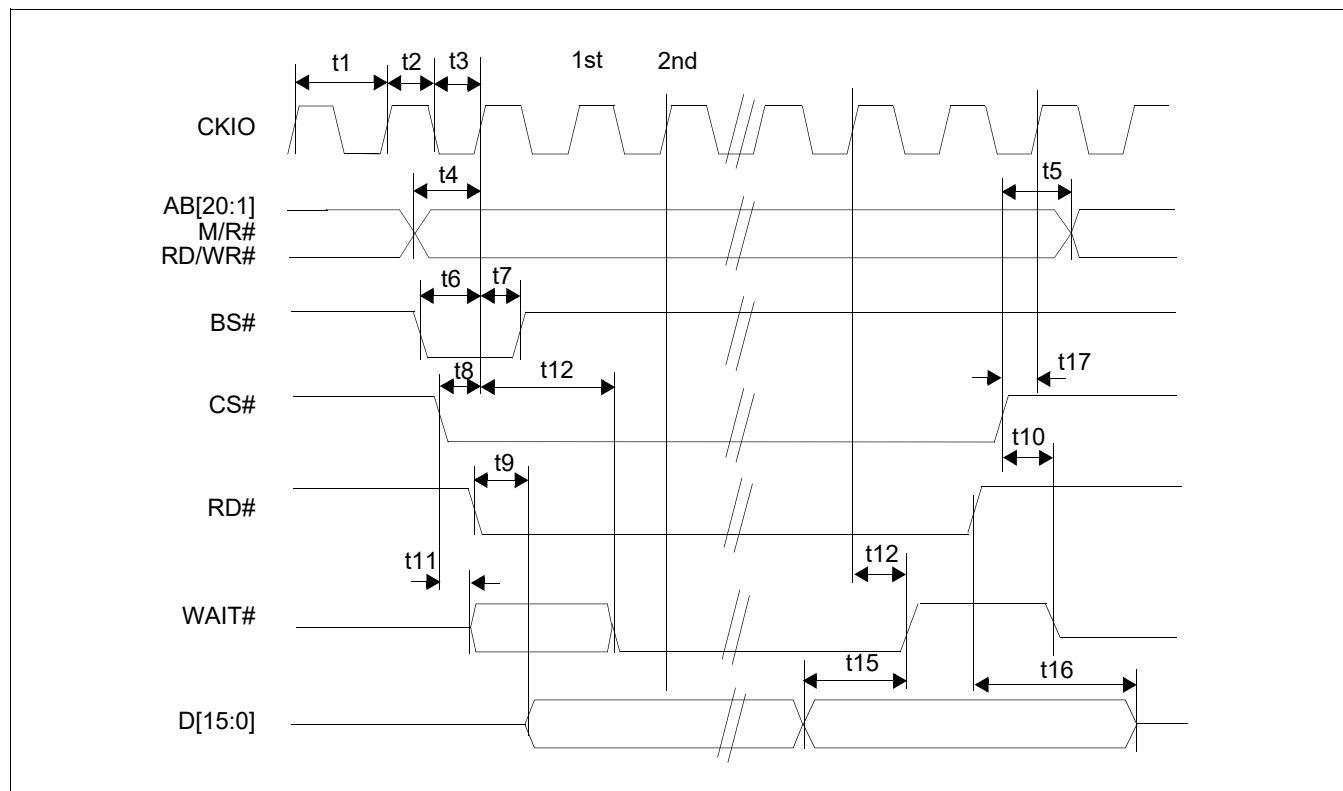 t1
t2
t3
1st
2nd
CKIO
t4
t5
AB[20:1]
M/R#
RD/WR#
t6
t7
BS#
t8
t12
t17
CS#
t10
t9
RD#
t11
t12
WAIT#
t15
t16
D[15:0]